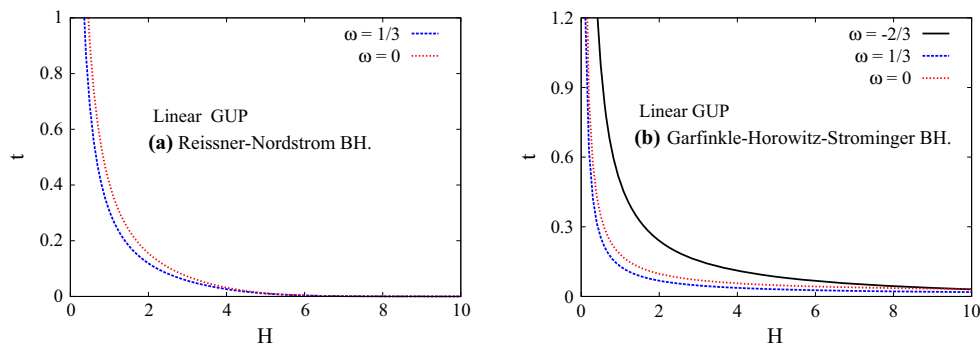 ω = 1/3
ω = 0
Linear GUP
(a) Reissner-Nordstrom BH.
t
1
0.8
0.6
0.4
0.2
0
0 2 4 6 8 10
H
ω = -2/3
ω = 1/3
ω = 0
Linear GUP
(b) Garfinkle-Horowitz-Strominger BH.
t
1.2
0.9
0.6
0.3
0
0 2 4 6 8 10
H